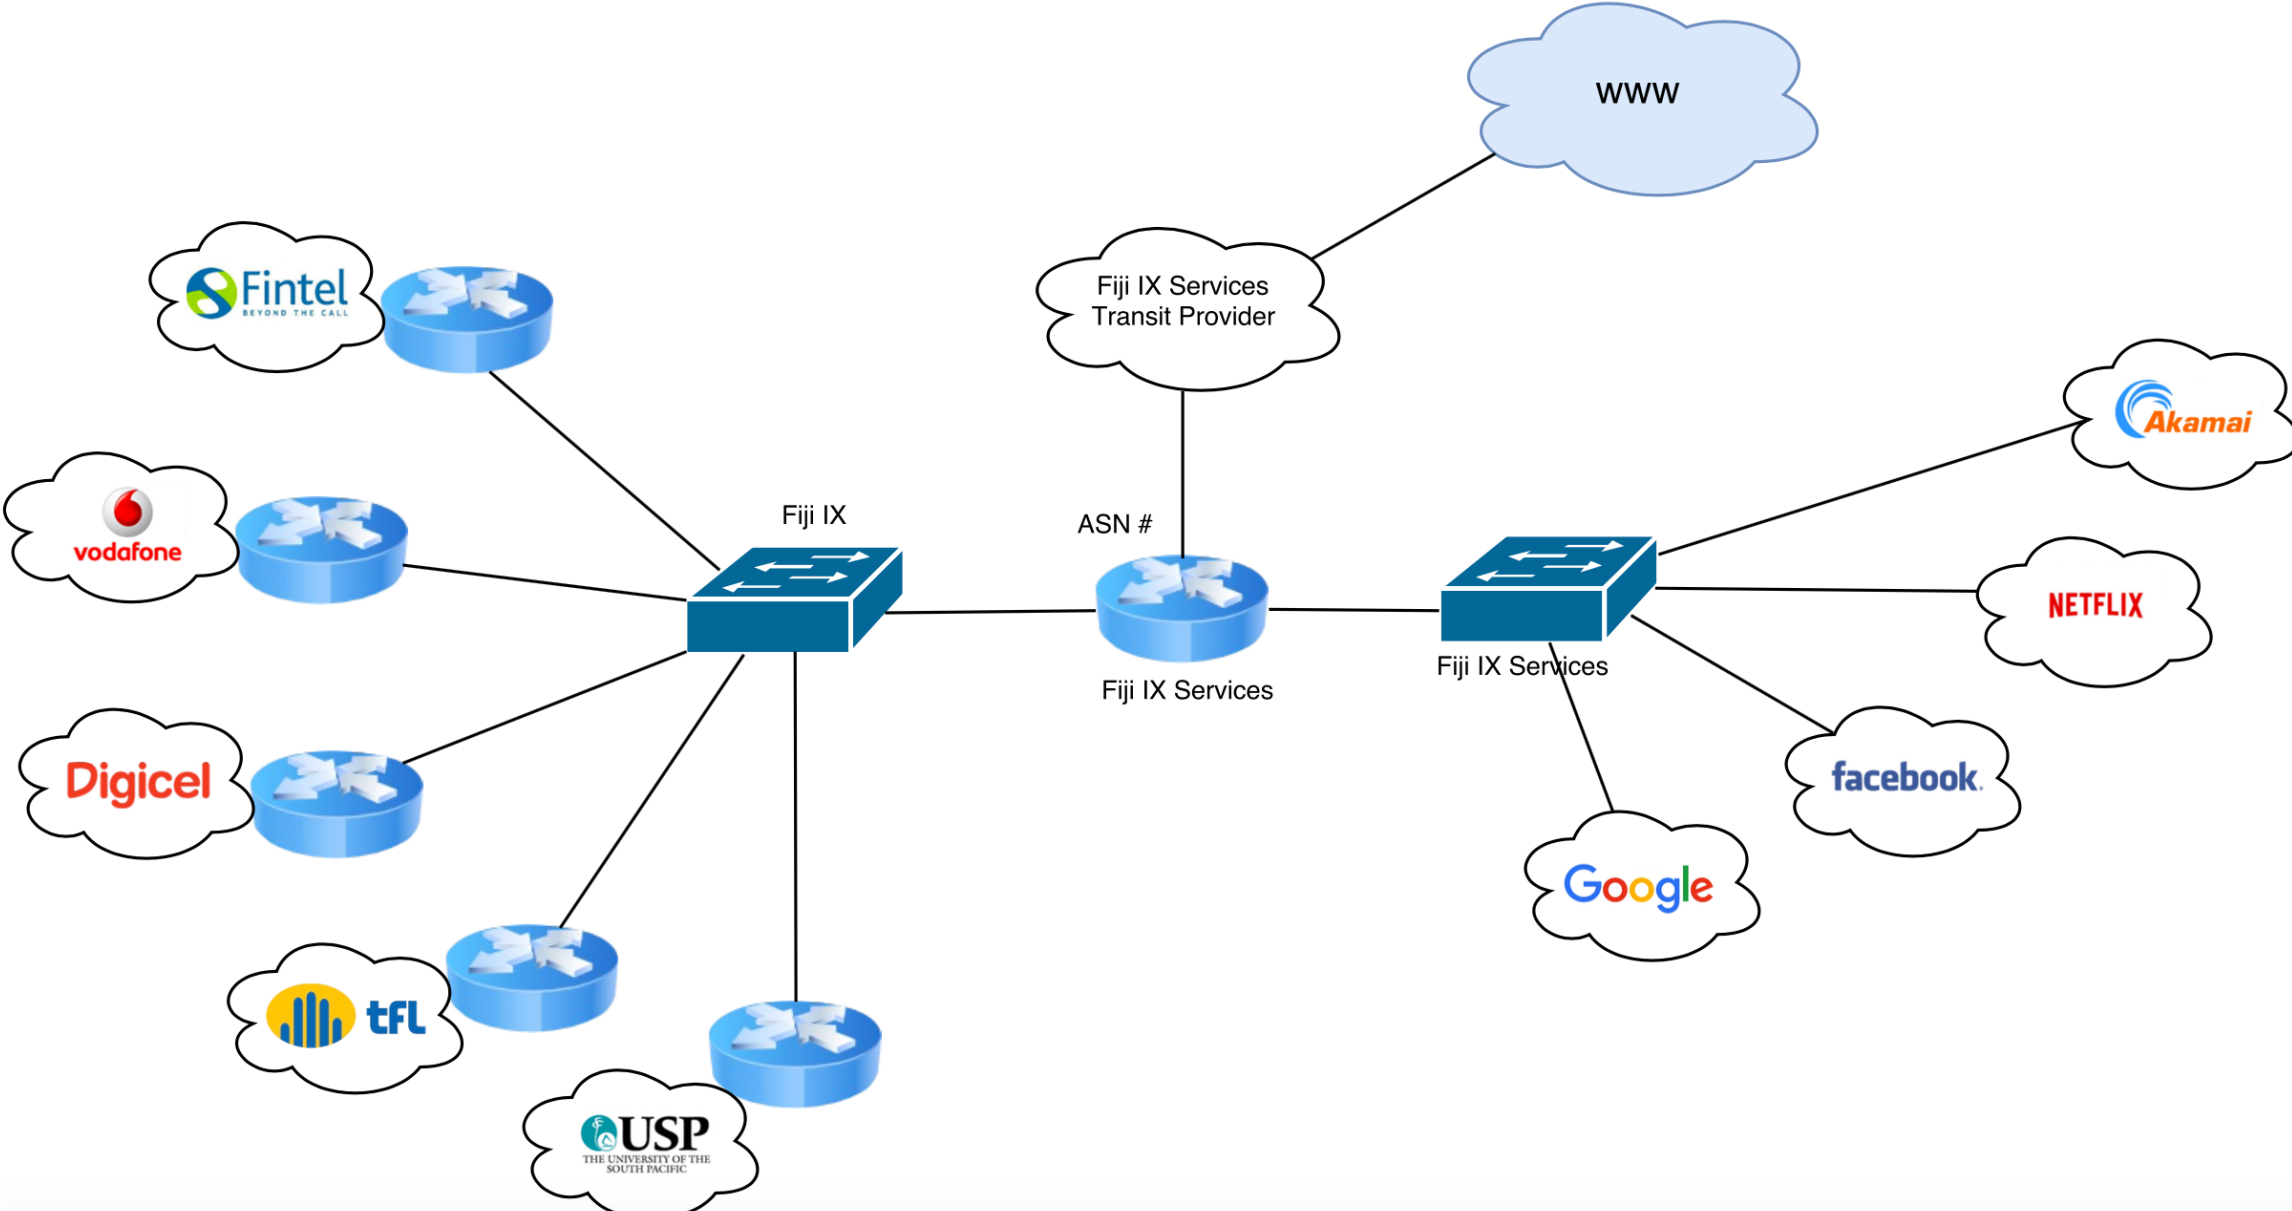 WWW
Fiji IX Services
Transit Provider
Fintel
BEYOND THE CALL
Akamai
vodafone
Fiji IX
ASN #
NETFLIX
Fiji IX Services
Fiji IX Services
Digicel
facebook.
Google
tfl
USP
THE UNIVERSITY OF THE
SOUTH PACIFIC